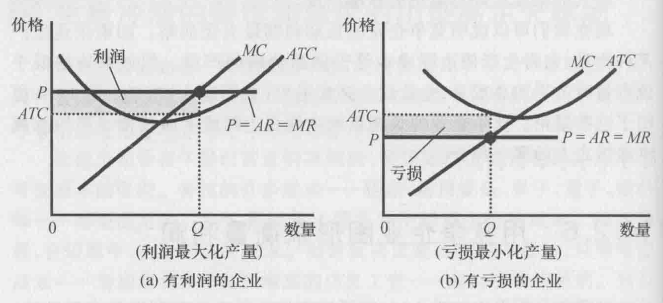 价格
价格
利润
MC
ATC
MC
ATC
P
ATC
P = AR = MR
ATC
P
亏损
P = AR = MR
0
Q
数量
0
Q
数量
(利润最大化产量)
(亏损最小化产量)
(a) 有利润的企业
(b) 有亏损的企业